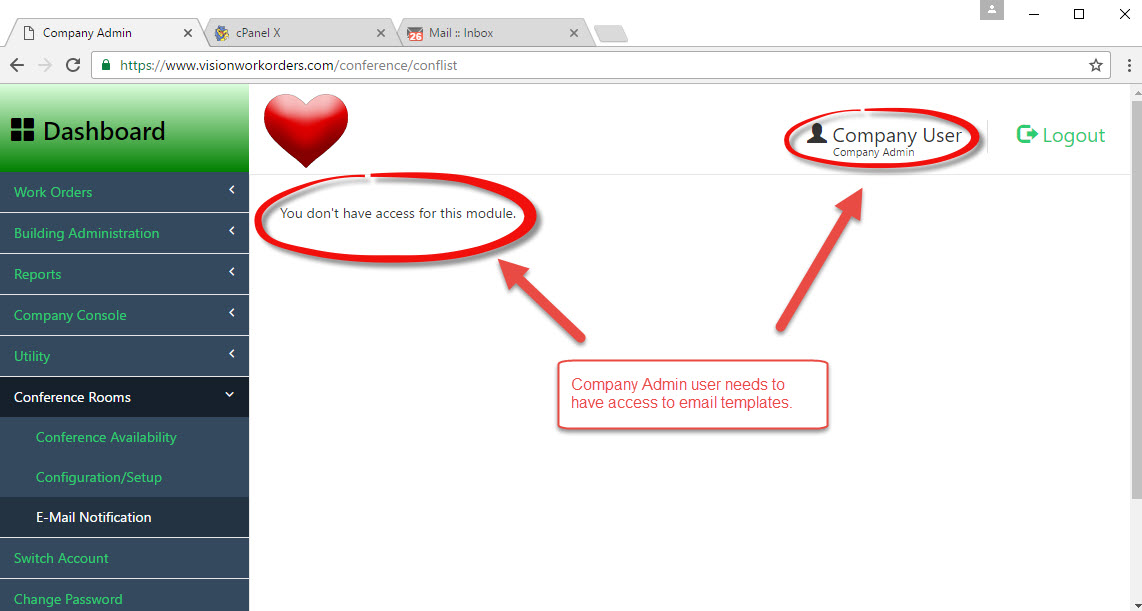 Company Admin
cPanel X
26
Mail :: Inbox
https://www.visionworkorders.com/conference/conflist
Dashboard
Company User
Company Admin
Logout
Work Orders
Building Administration
Reports
Company Console
Utility
Conference Rooms
Conference Availability
Configuration/Setup
E-Mail Notification
Switch Account
Change Password
You don't have access for this module.
Company Admin user needs to
have access to email templates.